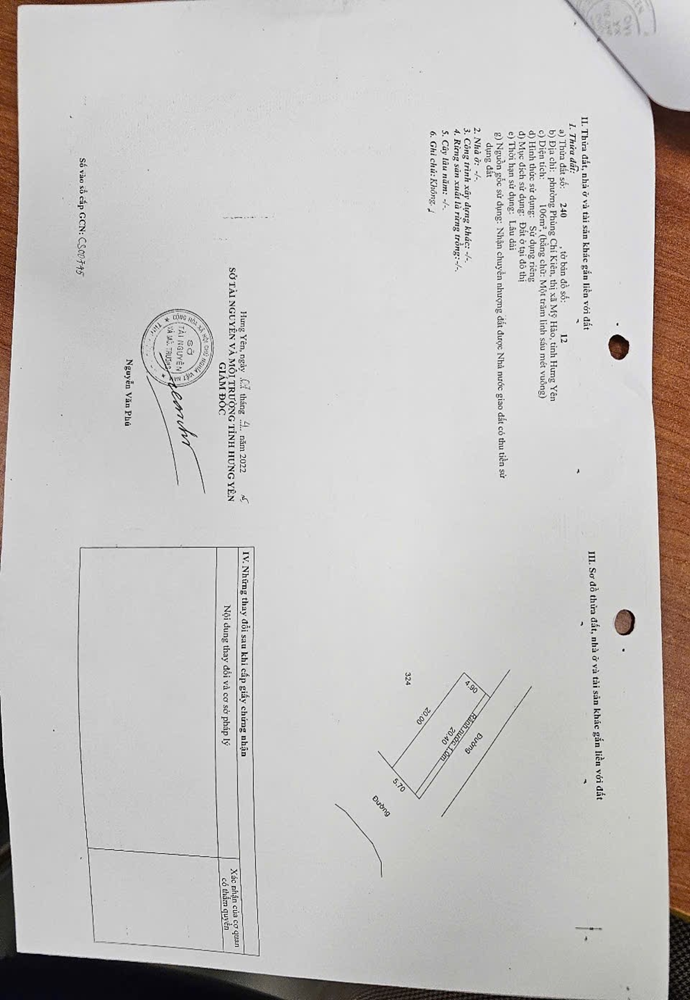 II. Thửa đất, nhà ở và tài sản khác gắn liền với đất
1. Thửa đất:
a) Thửa đất số: 240 , tờ bản đồ số: 12
b) Địa chỉ: phường Phùng Chí Kiên, thị xã Mỹ Hào, tỉnh Hưng Yên
c) Diện tích: 106m², (bằng chữ: Một trăm linh sáu mét vuông)
d) Hình thức sử dụng: Sử dụng riêng
đ) Mục đích sử dụng: Đất ở tại đô thị
e) Thời hạn sử dụng: Lâu dài
g) Nguồn gốc sử dụng: Nhận chuyển nhượng đất được Nhà nước giao đất có thu tiền sử
dụng đất
2. Nhà ở: -/-.
3. Công trình xây dựng khác: -/-.
4. Rừng sản xuất là rừng trồng:-/-.
5. Cây lâu năm: -/-.
6. Ghi chú: Không.
Hưng Yên, ngày tháng 4 năm 2022
SỞ TÀI NGUYÊN VÀ MÔI TRƯỜNG TỈNH HƯNG YÊN
GIÁM ĐỐC
CỘNG HÒA XÃ HỘI CHỦ NGHĨA VIỆT NAM
SỞ
TÀI NGUYÊN
VÀ MÔI TRƯỜNG
Nguyễn Văn Phú
Số vào sổ cấp GCN: CS00795
III. Sơ đồ thửa đất, nhà ở và tài sản khác gắn liền với đất
Đường
4.90
Rãnh nước 1.0m
20.40
20.00
324
5.70
Đường
IV. Những thay đổi sau khi cấp giấy chứng nhận
Nội dung thay đổi và cơ sở pháp lý
Xác nhận của cơ quan
có thẩm quyền